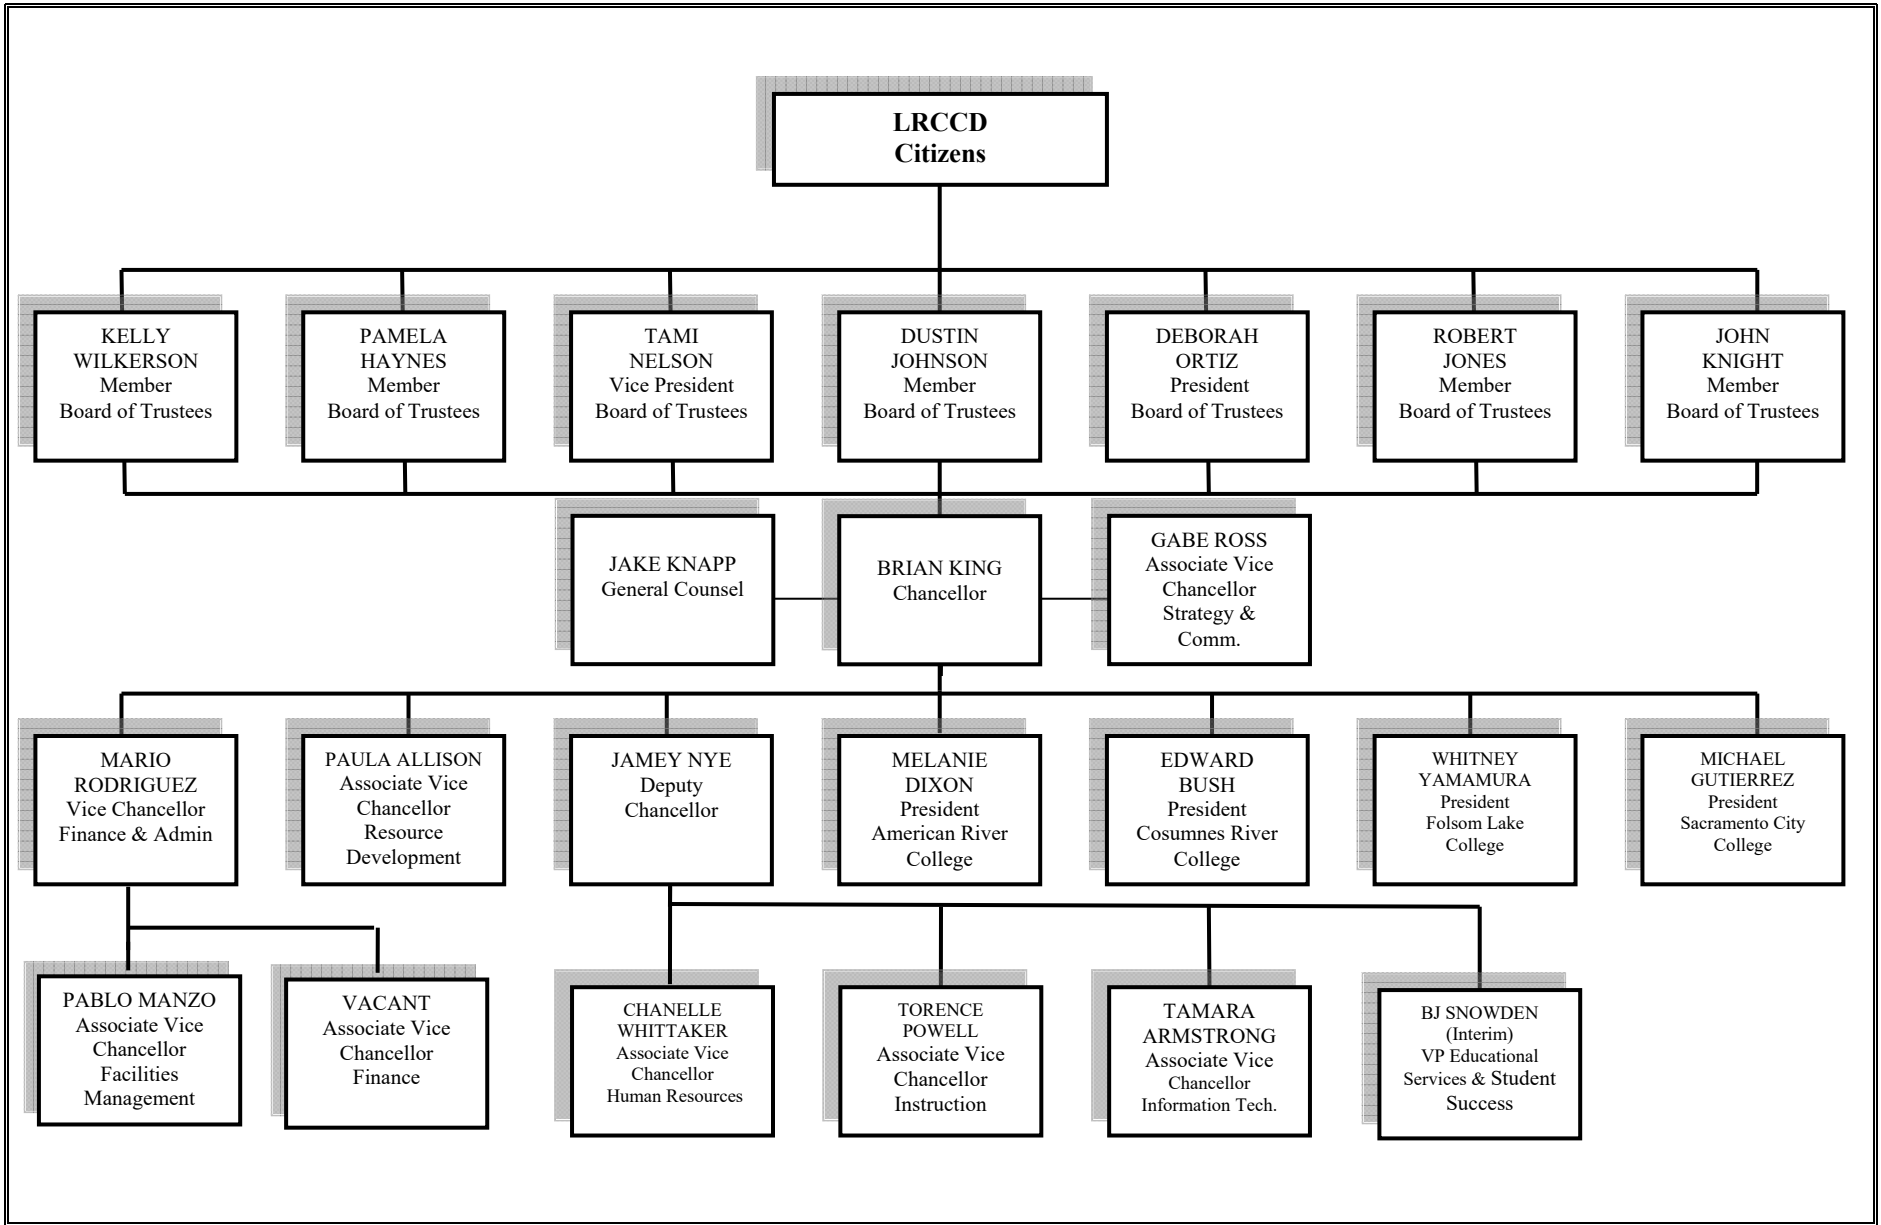 LRCCD
Citizens
KELLY
WILKERSON
Member
Board of Trustees
PAMELA
HAYNES
Member
Board of Trustees
TAMI
NELSON
Vice President
Board of Trustees
DUSTIN
JOHNSON
Member
Board of Trustees
DEBORAH
ORTIZ
President
Board of Trustees
ROBERT
JONES
Member
Board of Trustees
JOHN
KNIGHT
Member
Board of Trustees
JAKE KNAPP
General Counsel
BRIAN KING
Chancellor
GABE ROSS
Associate Vice
Chancellor
Strategy &
Comm.
MARIO
RODRIGUEZ
Vice Chancellor
Finance & Admin
PAULA ALLISON
Associate Vice
Chancellor
Resource
Development
JAMEY NYE
Deputy
Chancellor
MELANIE
DIXON
President
American River
College
EDWARD
BUSH
President
Cosumnes River
College
WHITNEY
YAMAMURA
President
Folsom Lake
College
MICHAEL
GUTIERREZ
President
Sacramento City
College
PABLO MANZO
Associate Vice
Chancellor
Facilities
Management
VACANT
Associate Vice
Chancellor
Finance
CHANELLE
WHITTAKER
Associate Vice
Chancellor
Human Resources
TORENCE
POWELL
Associate Vice
Chancellor
Instruction
TAMARA
ARMSTRONG
Associate Vice
Chancellor
Information Tech.
BJ SNOWDEN
(Interim)
VP Educational
Services & Student
Success